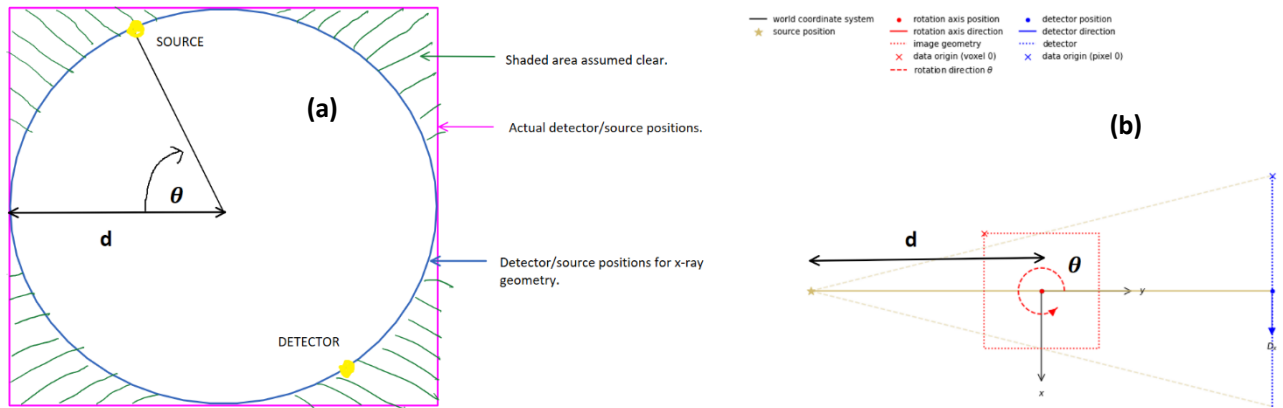 SOURCE
(a)
θ
d
DETECTOR
Shaded area assumed clear.
Actual detector/source positions.
Detector/source positions for x-ray
geometry.
world coordinate system
source position
rotation axis position
rotation axis direction
image geometry
data origin (voxel 0)
rotation direction θ
detector position
detector direction
detector
data origin (pixel 0)
(b)
d
θ
y
x
Dₓ